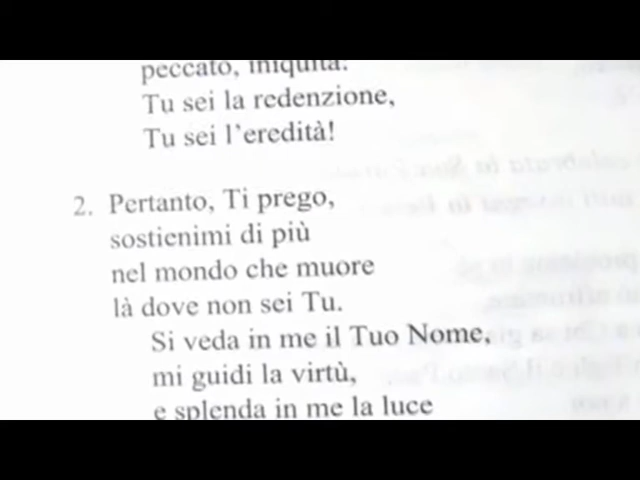 peccato, iniquità.
Tu sei la redenzione,
Tu sei l'eredità!
2. Pertanto, Ti prego,
sostienimi di più
nel mondo che muore
là dove non sei Tu.
Si veda in me il Tuo Nome,
mi guidi la virtù,
e splenda in me la luce